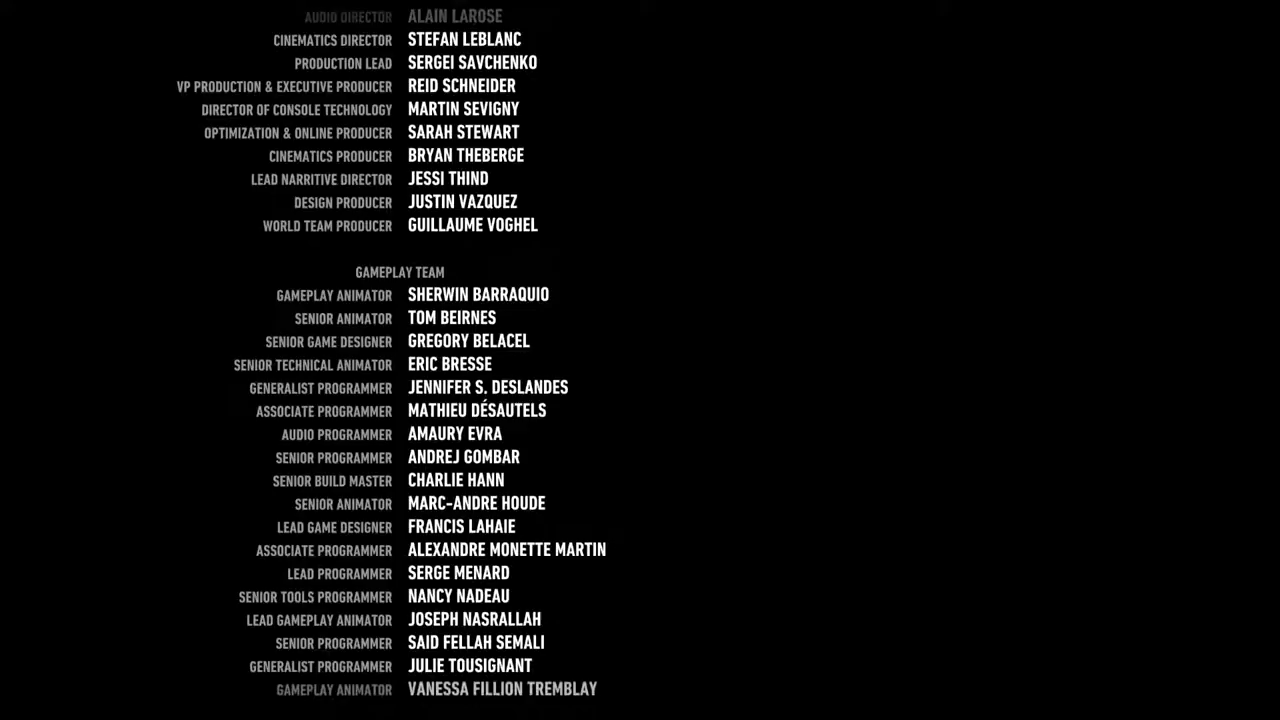 AUDIO DIRECTOR ALAIN LAROSE
CINEMATICS DIRECTOR STEFAN LEBLANC
PRODUCTION LEAD SERGEI SAVCHENKO
VP PRODUCTION & EXECUTIVE PRODUCER REID SCHNEIDER
DIRECTOR OF CONSOLE TECHNOLOGY MARTIN SEVIGNY
OPTIMIZATION & ONLINE PRODUCER SARAH STEWART
CINEMATICS PRODUCER BRYAN THEBERGE
LEAD NARRITIVE DIRECTOR JESSI THIND
DESIGN PRODUCER JUSTIN VAZQUEZ
WORLD TEAM PRODUCER GUILLAUME VOGHEL
GAMEPLAY TEAM
GAMEPLAY ANIMATOR SHERWIN BARRAQUIO
SENIOR ANIMATOR TOM BEIRNES
SENIOR GAME DESIGNER GREGORY BELACEL
SENIOR TECHNICAL ANIMATOR ERIC BRESSE
GENERALIST PROGRAMMER JENNIFER S. DESLANDES
ASSOCIATE PROGRAMMER MATHIEU DÉSAUTELS
AUDIO PROGRAMMER AMAURY EVRA
SENIOR PROGRAMMER ANDREJ GOMBAR
SENIOR BUILD MASTER CHARLIE HANN
SENIOR ANIMATOR MARC-ANDRE HOUDE
LEAD GAME DESIGNER FRANCIS LAHAIE
ASSOCIATE PROGRAMMER ALEXANDRE MONETTE MARTIN
LEAD PROGRAMMER SERGE MENARD
SENIOR TOOLS PROGRAMMER NANCY NADEAU
LEAD GAMEPLAY ANIMATOR JOSEPH NASRALLAH
SENIOR PROGRAMMER SAID FELLAH SEMALI
GENERALIST PROGRAMMER JULIE TOUSIGNANT
GAMEPLAY ANIMATOR VANESSA FILLION TREMBLAY